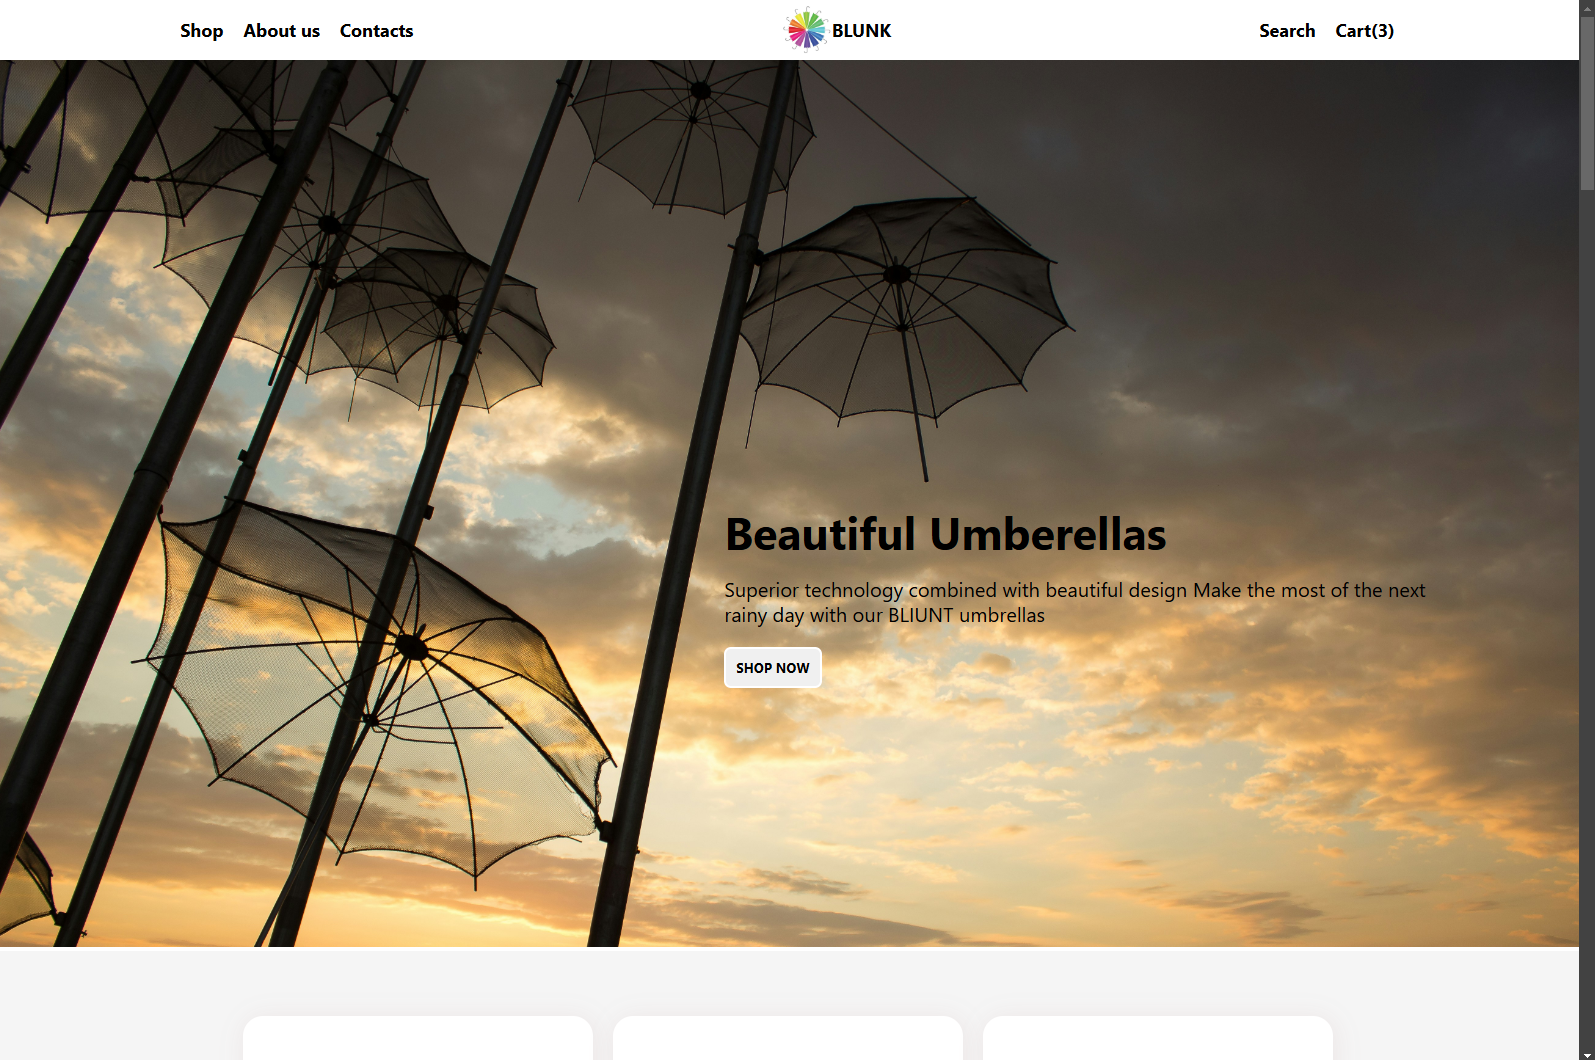 Shop About us Contacts BLUNK Search Cart(3)
Beautiful Umberellas
Superior technology combined with beautiful design Make the most of the next
rainy day with our BLIUNT umbrellas
SHOP NOW